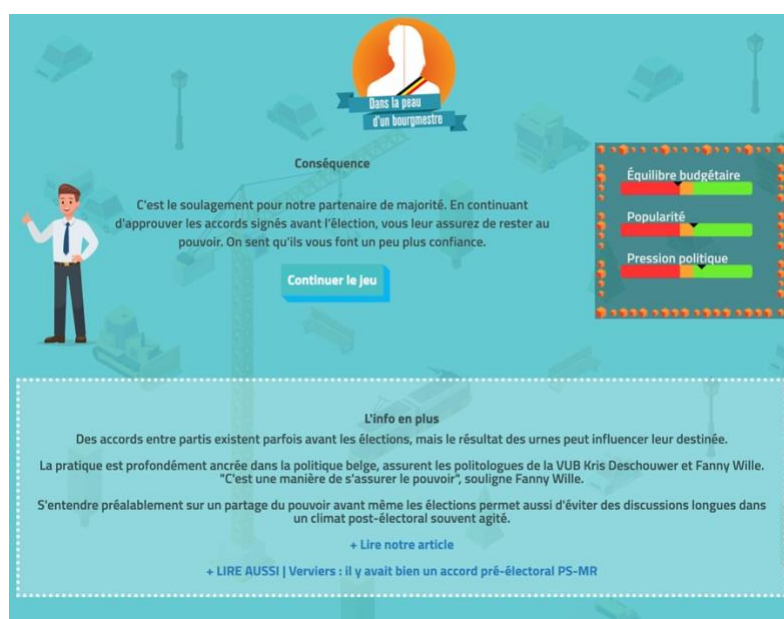 Dans la peau
d'un bourgmestre
Conséquence
C'est le soulagement pour notre partenaire de majorité. En continuant
d'approuver les accords signés avant l'élection, vous leur assurez de rester au
pouvoir. On sent qu'ils vous font un peu plus confiance.
Continuer le jeu
Équilibre budgétaire
Popularité
Pression politique
L'info en plus
Des accords entre partis existent parfois avant les élections, mais le résultat des urnes peut influencer leur destinée.
La pratique est profondément ancrée dans la politique belge, assurent les politologues de la VUB Kris Deschouwer et Fanny Wille.
"C'est une manière de s'assurer le pouvoir", souligne Fanny Wille.
S'entendre préalablement sur un partage du pouvoir avant même les élections permet aussi d'éviter des discussions longues dans
un climat post-électoral souvent agité.
+ Lire notre article
+ LIRE AUSSI | Verviers : il y avait bien un accord pré-électoral PS-MR